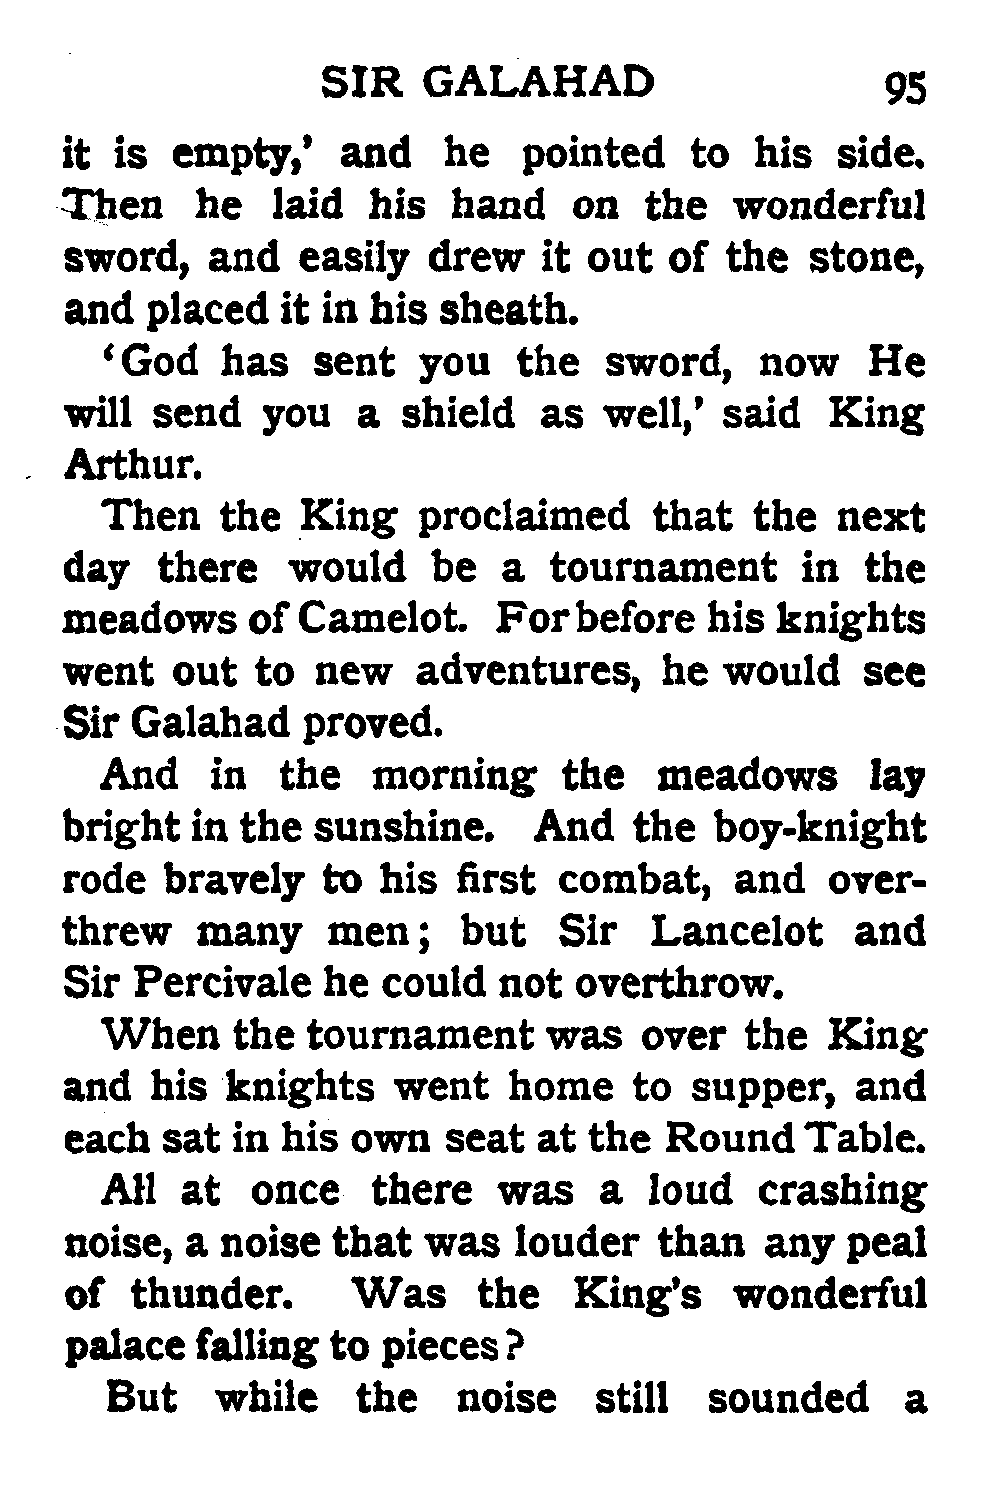 SIR GALAHAD 95
it is empty,’ and he pointed to his side.
Then he laid his hand on the wonderful
sword, and easily drew it out of the stone,
and placed it in his sheath.
‘God has sent you the sword, now He
will send you a shield as well,’ said King
Arthur.
Then the King proclaimed that the next
day there would be a tournament in the
meadows of Camelot. For before his knights
went out to new adventures, he would see
Sir Galahad proved.
And in the morning the meadows lay
bright in the sunshine. And the boy-knight
rode bravely to his first combat, and over-
threw many men; but Sir Lancelot and
Sir Percivale he could not overthrow.
When the tournament was over the King
and his knights went home to supper, and
each sat in his own seat at the Round Table.
All at once there was a loud crashing
noise, a noise that was louder than any peal
of thunder. Was the King’s wonderful
palace falling to pieces?
But while the noise still sounded a